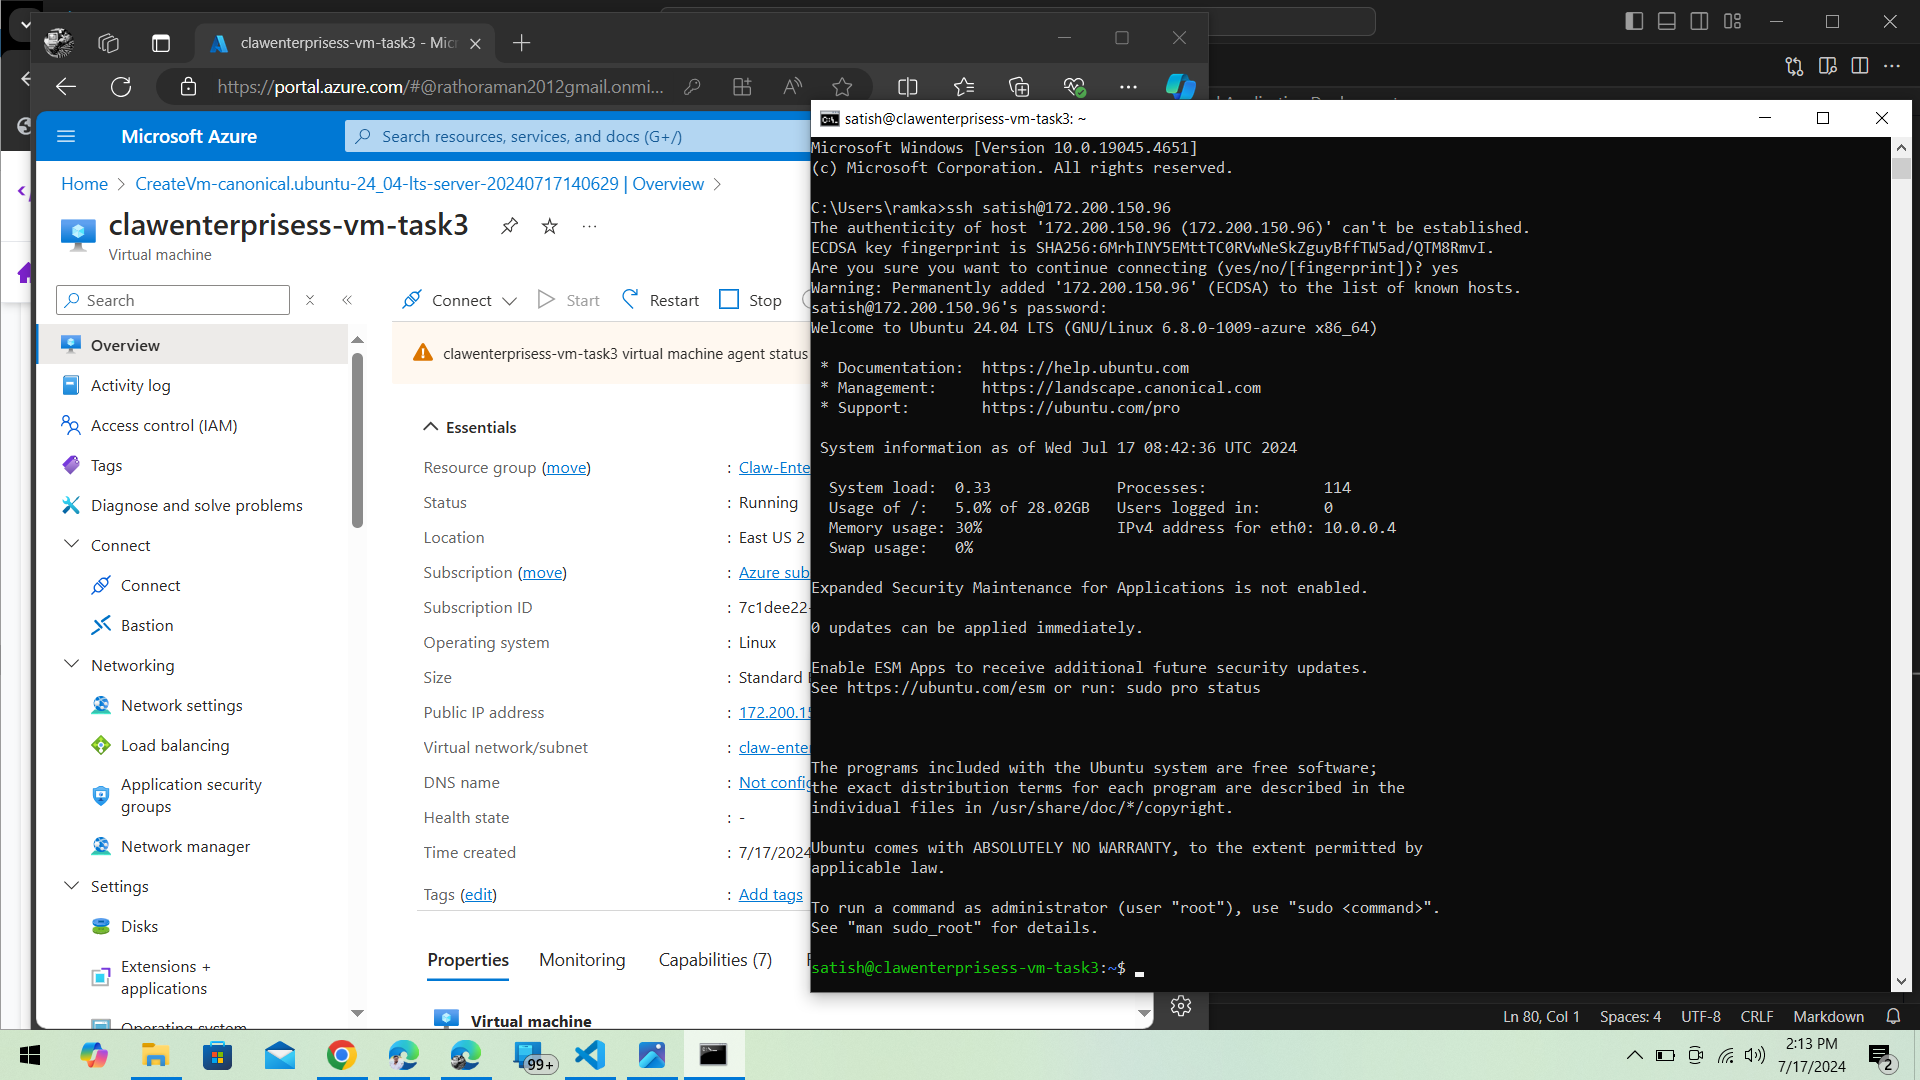 clawenterprisess-vm-task3 - Mic
https://portal.azure.com/#@rathoraman2012gmail.onmi...
Microsoft Azure
Search resources, services, and docs (G+/)
Home > CreateVm-canonical.ubuntu-24_04-lts-server-20240717140629 | Overview >
clawenterprisess-vm-task3
Virtual machine
Search
Connect
Start
Restart
Stop
Overview
Activity log
Access control (IAM)
Tags
Diagnose and solve problems
Connect
Connect
Bastion
Networking
Network settings
Load balancing
Application security
groups
Network manager
Settings
Disks
Extensions +
applications
Operating system
clawenterprisess-vm-task3 virtual machine agent status
Essentials
Resource group (move) : Claw-Ente
Status : Running
Location : East US 2
Subscription (move) : Azure sub
Subscription ID : 7c1dee22-
Operating system : Linux
Size : Standard
Public IP address : 172.200.15
Virtual network/subnet : claw-enter
DNS name : Not config
Health state : -
Time created : 7/17/2024
Tags (edit) : Add tags
Properties Monitoring Capabilities (7)
Virtual machine
satish@clawenterprisess-vm-task3: ~
Microsoft Windows [Version 10.0.19045.4651]
(c) Microsoft Corporation. All rights reserved.
C:\Users\ramka>ssh satish@172.200.150.96
The authenticity of host '172.200.150.96 (172.200.150.96)' can't be established.
ECDSA key fingerprint is SHA256:6MrhINY5EMttTC0RVwNeSkZguyBffTW5ad/QTM8RmvI.
Are you sure you want to continue connecting (yes/no/[fingerprint])? yes
Warning: Permanently added '172.200.150.96' (ECDSA) to the list of known hosts.
satish@172.200.150.96's password:
Welcome to Ubuntu 24.04 LTS (GNU/Linux 6.8.0-1009-azure x86_64)
* Documentation: https://help.ubuntu.com
* Management: https://landscape.canonical.com
* Support: https://ubuntu.com/pro
System information as of Wed Jul 17 08:42:36 UTC 2024
System load: 0.33 Processes: 114
Usage of /: 5.0% of 28.02GB Users logged in: 0
Memory usage: 30% IPv4 address for eth0: 10.0.0.4
Swap usage: 0%
Expanded Security Maintenance for Applications is not enabled.
0 updates can be applied immediately.
Enable ESM Apps to receive additional future security updates.
See https://ubuntu.com/esm or run: sudo pro status
The programs included with the Ubuntu system are free software;
the exact distribution terms for each program are described in the
individual files in /usr/share/doc/*/copyright.
Ubuntu comes with ABSOLUTELY NO WARRANTY, to the extent permitted by
applicable law.
To run a command as administrator (user "root"), use "sudo <command>".
See "man sudo_root" for details.
satish@clawenterprisess-vm-task3:~$
Ln 80, Col 1 Spaces: 4 UTF-8 CRLF Markdown
99+
2:13 PM
7/17/2024
2